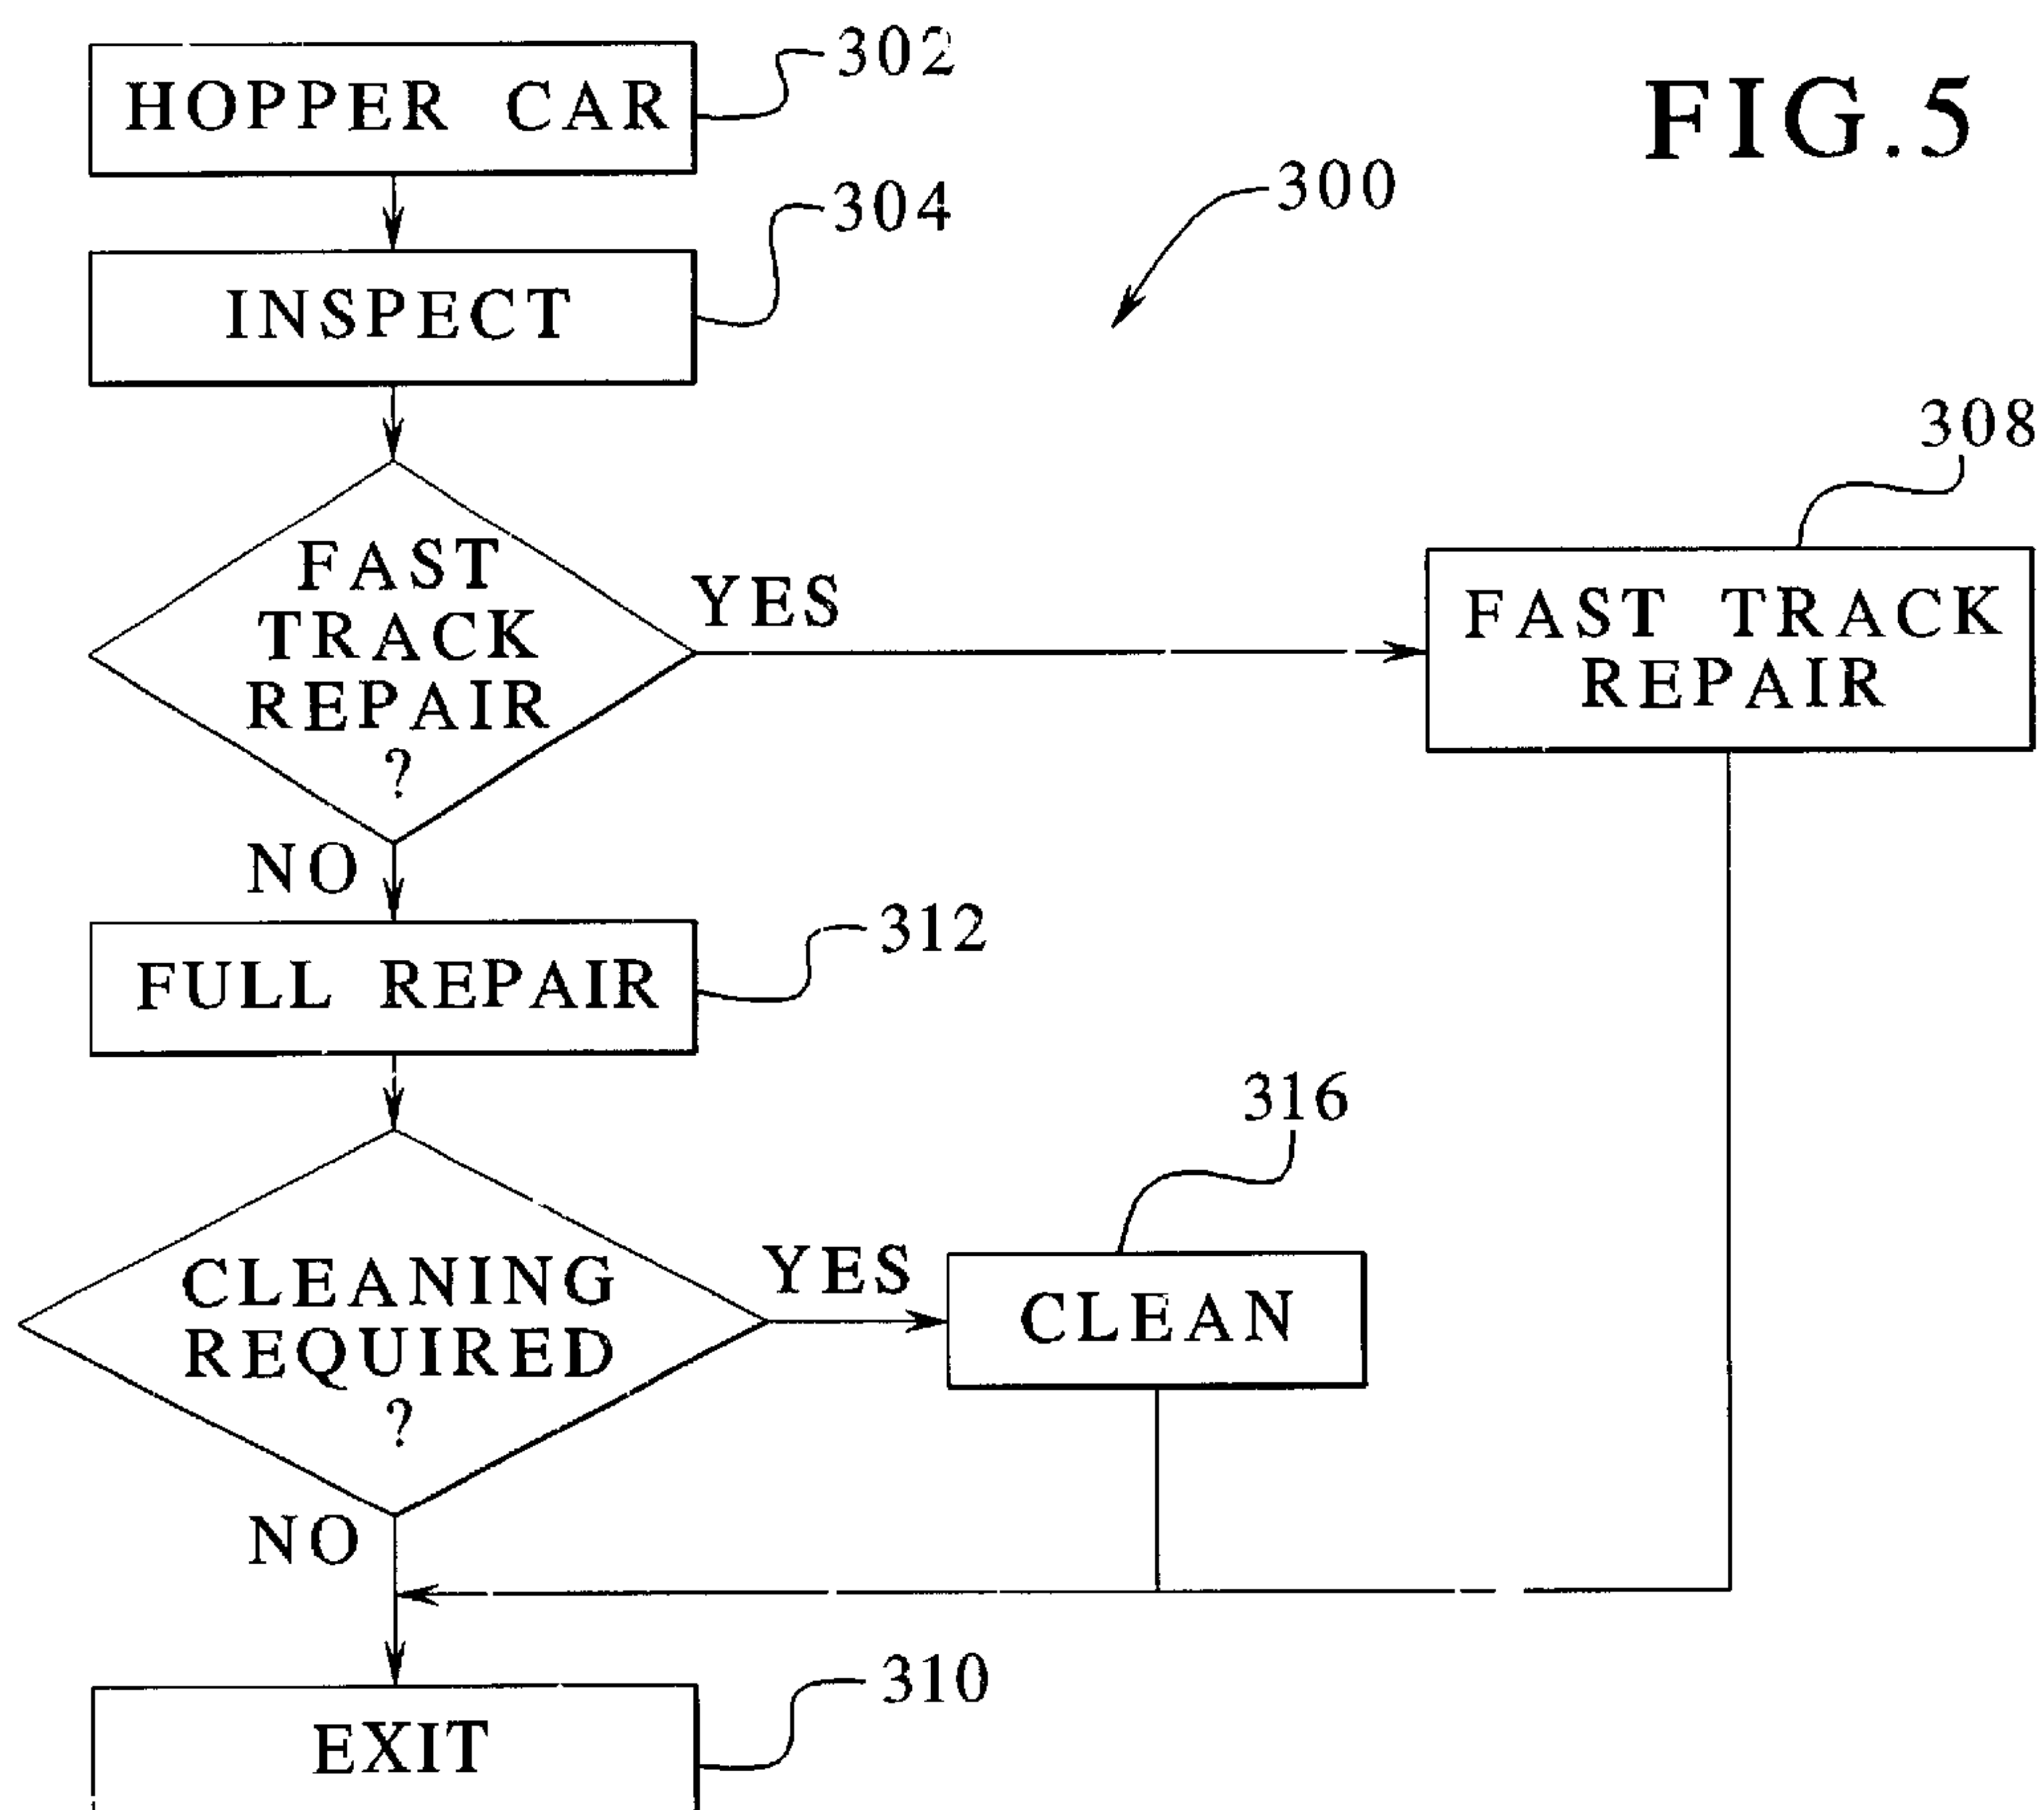 302
HOPPER CAR
FIG.5
304
300
INSPECT
308
FAST
TRACK
REPAIR
?
YES
FAST TRACK
REPAIR
NO
312
FULL REPAIR
316
CLEANING
REQUIRED
?
YES
CLEAN
NO
310
EXIT